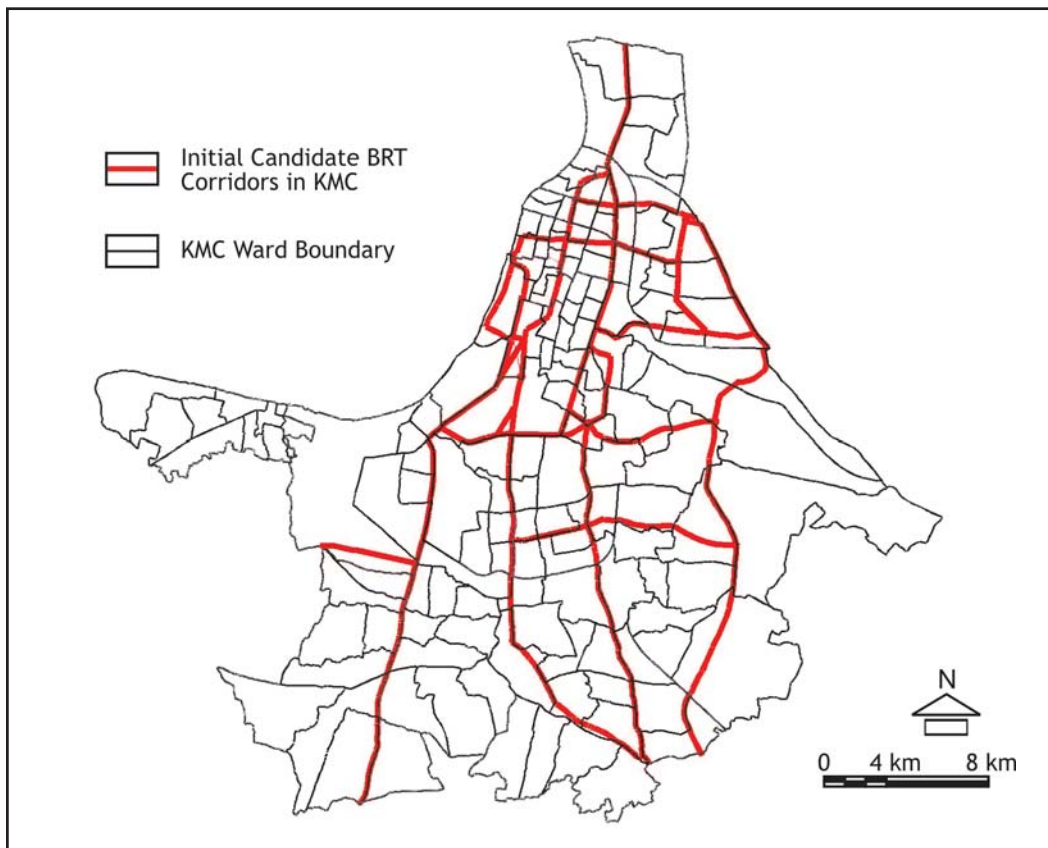 Initial Candidate BRT
Corridors in KMC
KMC Ward Boundary
N
0 4 km 8 km